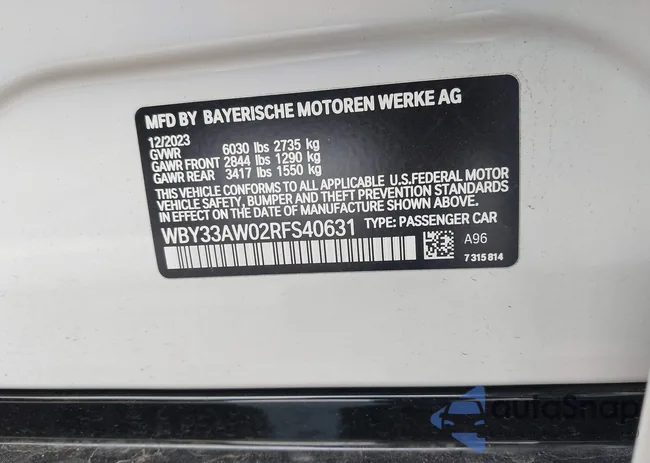 MFD BY BAYERISCHE MOTOREN WERKE AG
12/2023
GVWR 6030 lbs 2735 kg
GAWR FRONT 2844 lbs 1290 kg
GAWR REAR 3417 lbs 1550 kg
THIS VEHICLE CONFORMS TO ALL APPLICABLE U.S.FEDERAL MOTOR
VEHICLE SAFETY, BUMPER AND THEFT PREVENTION STANDARDS
IN EFFECT ON THE DATE OF MANUFACTURE SHOWN ABOVE.
WBY33AW02RFS40631 TYPE: PASSENGER CAR
A96
7 315 814
autoSnap